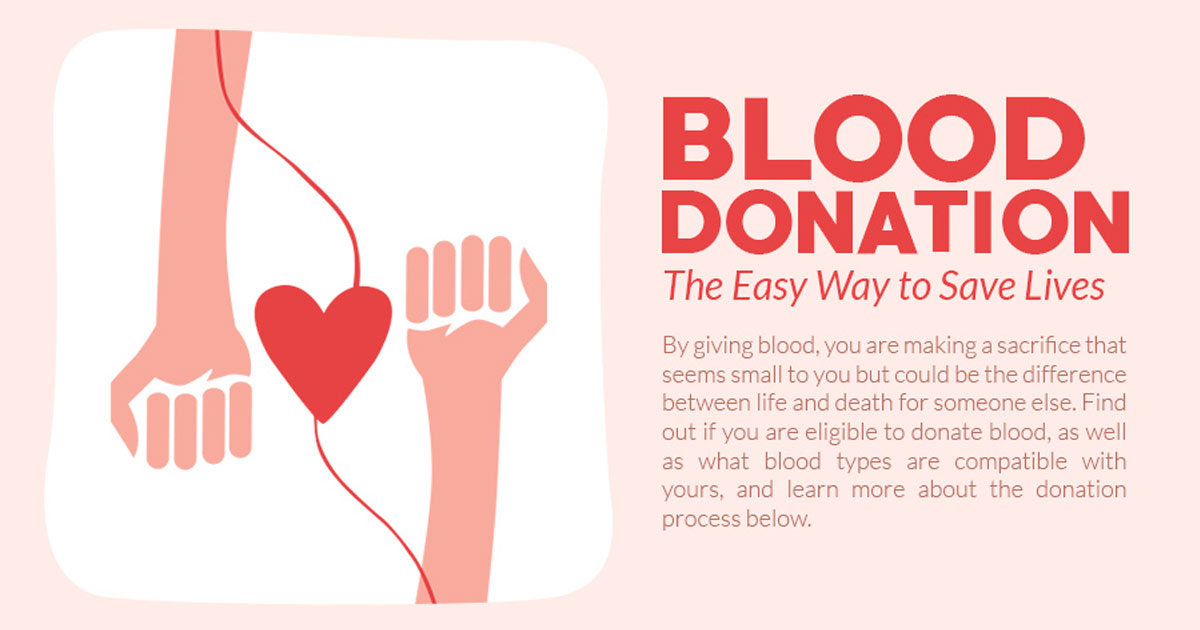 BLOOD
DONATION
The Easy Way to Save Lives
By giving blood, you are making a sacrifice that
seems small to you but could be the difference
between life and death for someone else. Find
out if you are eligible to donate blood, as well
as what blood types are compatible with
yours, and learn more about the donation
process below.